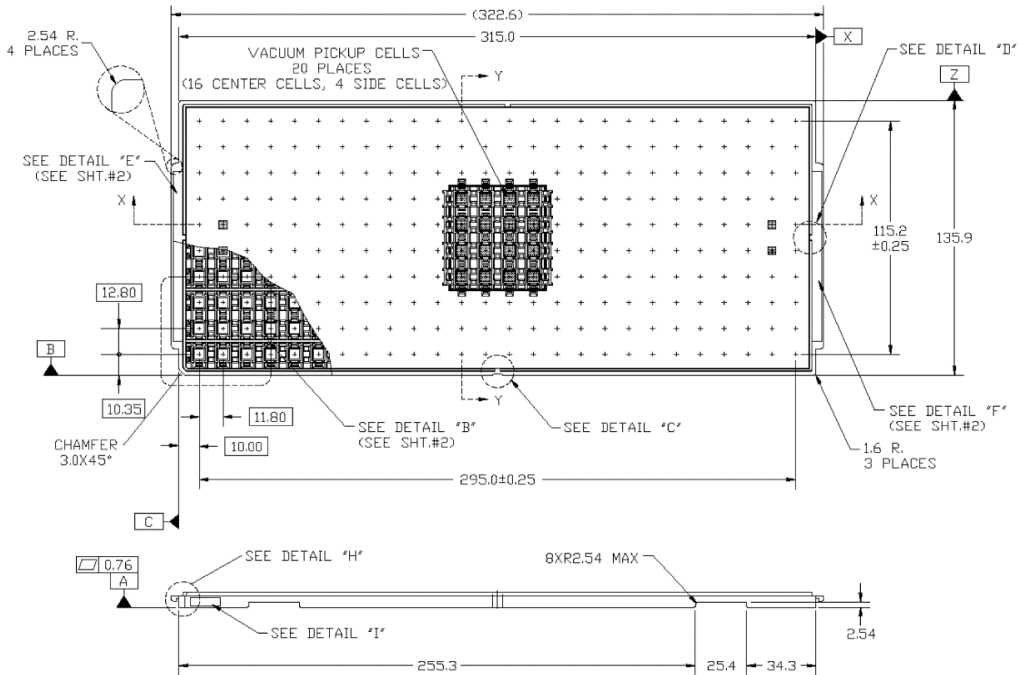 (322.6)
2.54 R.
4 PLACES
315.0
X
VACUUM PICKUP CELLS
20 PLACES
(16 CENTER CELLS, 4 SIDE CELLS)
Y
SEE DETAIL "D"
Z
SEE DETAIL "E"
(SEE SHT.#2)
X
X
115.2
±0.25
135.9
12.80
B
10.35
11.80
10.00
Y
SEE DETAIL "B"
(SEE SHT.#2)
SEE DETAIL "C"
SEE DETAIL "F"
(SEE SHT.#2)
CHAMFER
3.0X45°
1.6 R.
3 PLACES
295.0±0.25
C
SEE DETAIL "H"
0.76
A
8XR2.54 MAX
SEE DETAIL "I"
2.54
255.3
25.4
34.3